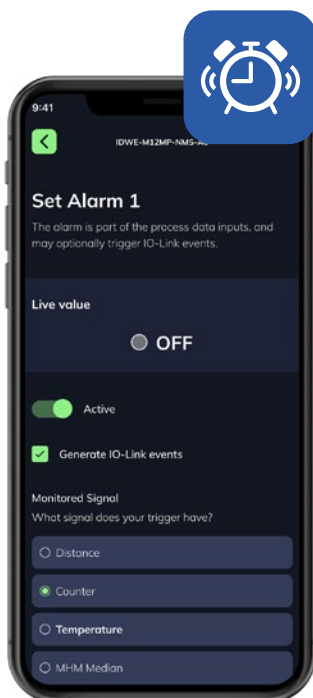 9:41
IDWE-M12MP-NMS-A
Set Alarm 1
The alarm is part of the process data inputs, and
may optionally trigger IO-Link events.
Live value
OFF
Active
Generate IO-Link events
Monitored Signal
What signal does your trigger have?
Distance
Counter
Temperature
MHM Median